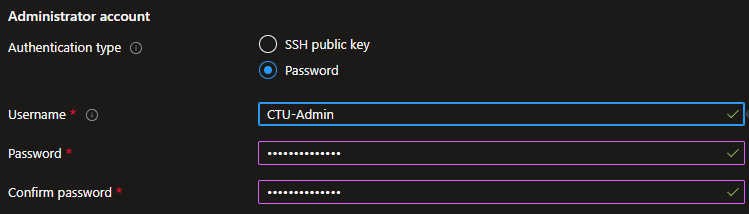 Administrator account
Authentication type
SSH public key
Password
Username *
CTU-Admin
Password *
••••••••••••••
Confirm password *
••••••••••••••